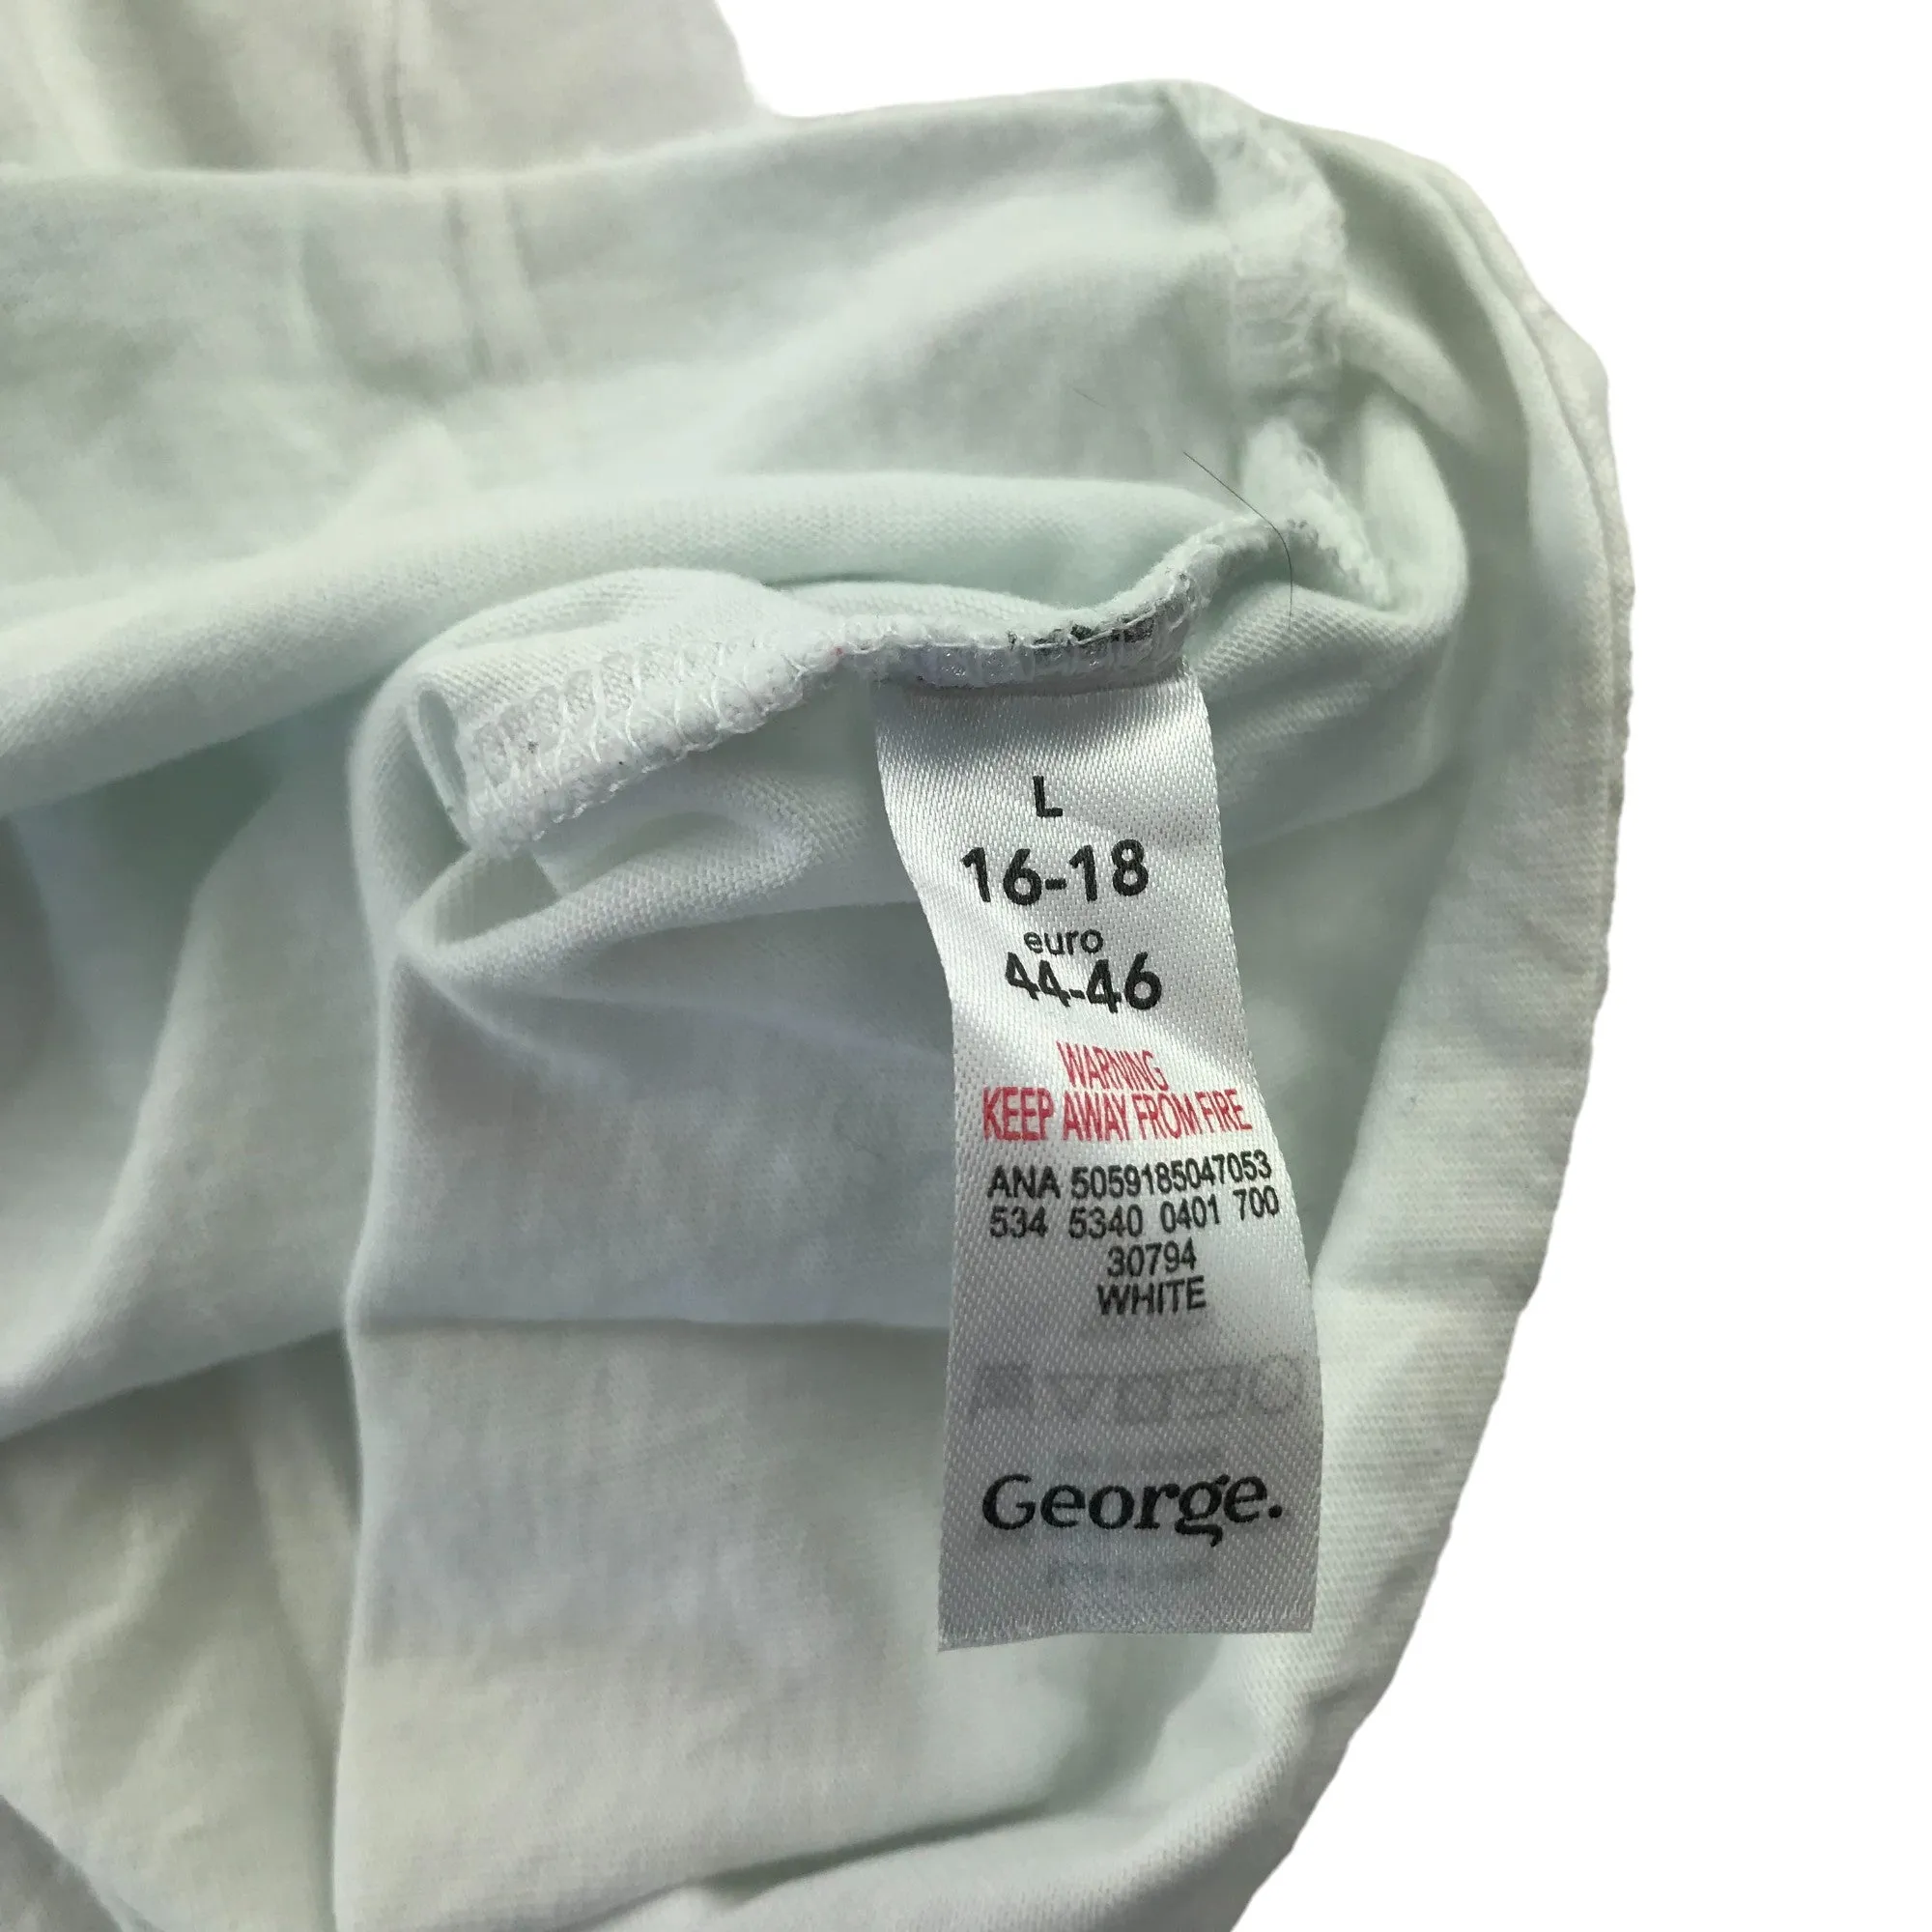 L
16-18
euro
44-46
WARNING
KEEP AWAY FROM FIRE
ANA 5059185047053
534 5340 0401 700
30794
WHITE
George.